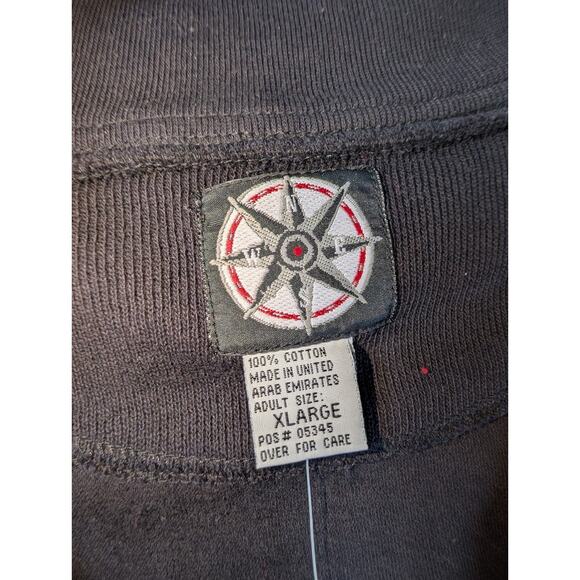 N
W E
S
100% COTTON
MADE IN UNITED
ARAB EMIRATES
ADULT SIZE:
XLARGE
POS# 05345
OVER FOR CARE